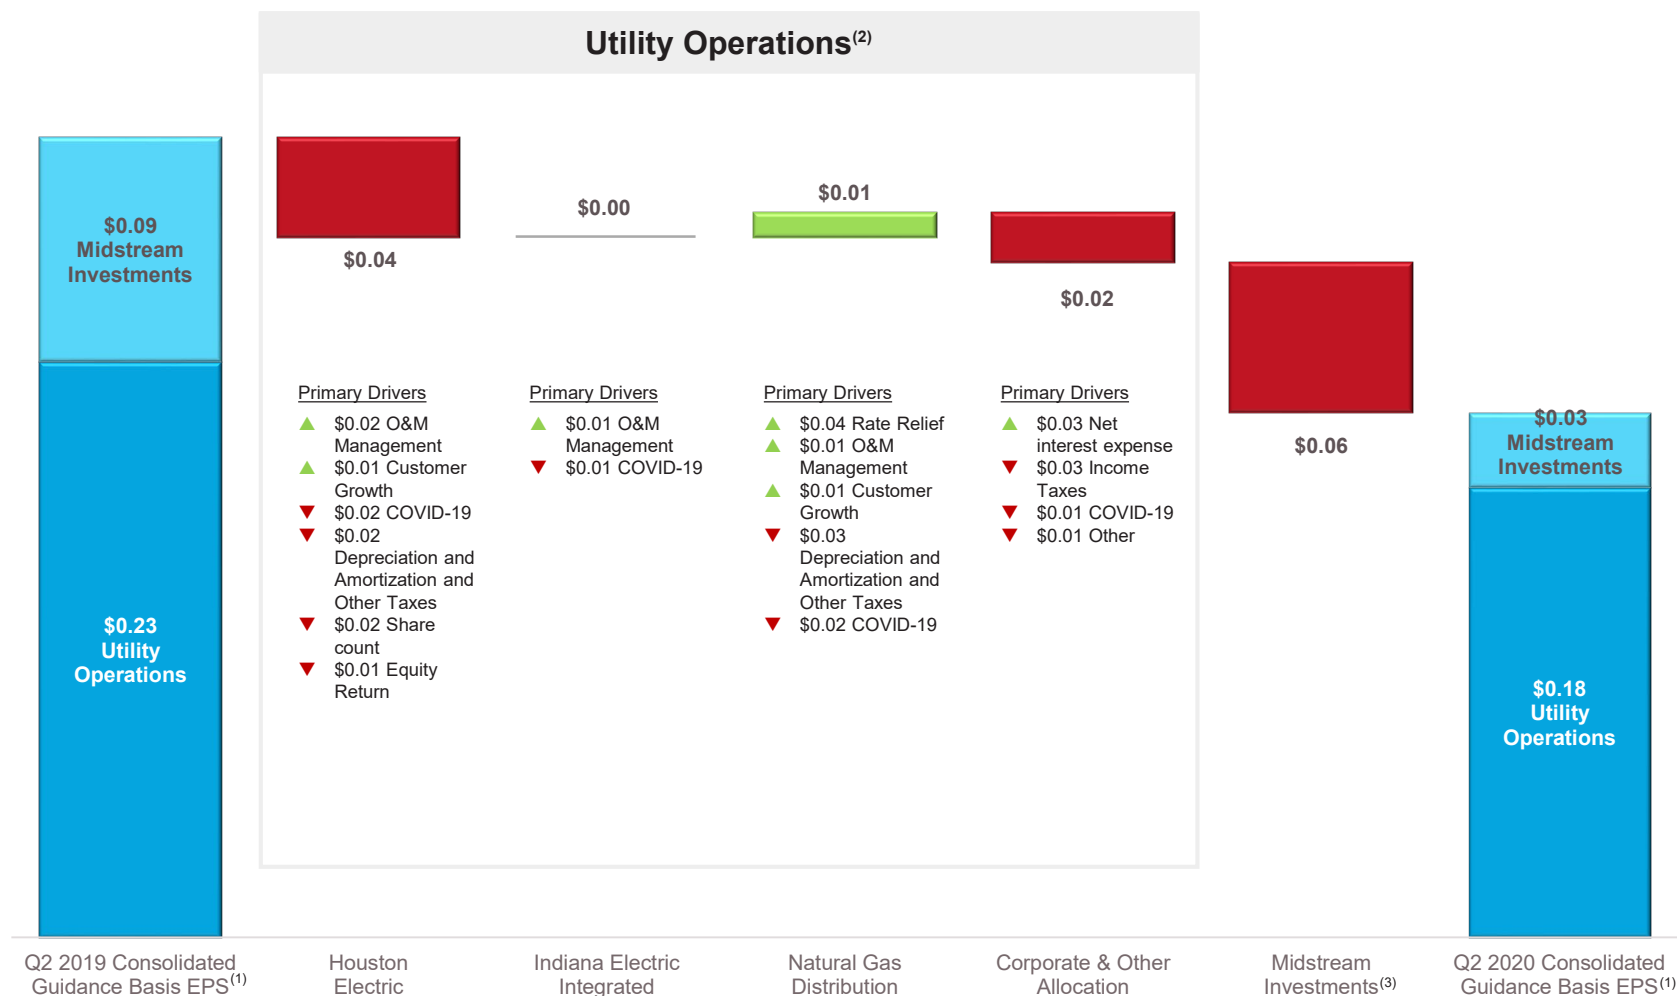 Utility Operations(2)
$0.09
Midstream
Investments
$0.23
Utility
Operations
$0.04
$0.00
$0.01
$0.02
Primary Drivers
$0.02 O&M
Management
$0.01 Customer
Growth
$0.02 COVID-19
$0.02
Depreciation and
Amortization and
Other Taxes
$0.02 Share
count
$0.01 Equity
Return
Primary Drivers
$0.01 O&M
Management
$0.01 COVID-19
Primary Drivers
$0.04 Rate Relief
$0.01 O&M
Management
$0.01 Customer
Growth
$0.03
Depreciation and
Amortization and
Other Taxes
$0.02 COVID-19
Primary Drivers
$0.03 Net
interest expense
$0.03 Income
Taxes
$0.01 COVID-19
$0.01 Other
$0.06
$0.03
Midstream
Investments
$0.18
Utility
Operations
Q2 2019 Consolidated
Guidance Basis EPS(1)
Houston
Electric
Indiana Electric
Integrated
Natural Gas
Distribution
Corporate & Other
Allocation
Midstream
Investments(3)
Q2 2020 Consolidated
Guidance Basis EPS(1)